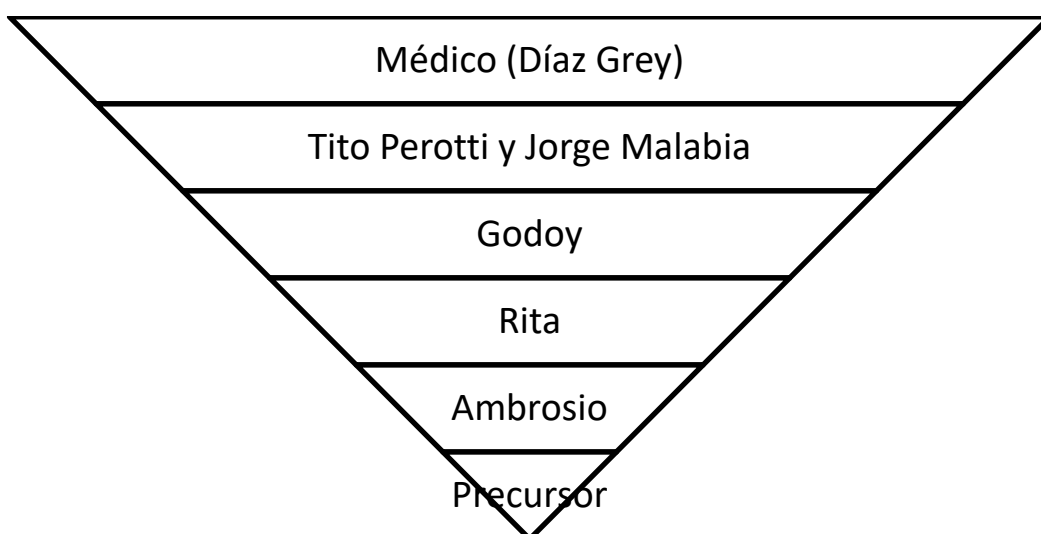 Médico (Díaz Grey)
Tito Perotti y Jorge Malabia
Godoy
Rita
Ambrosio
Precursor